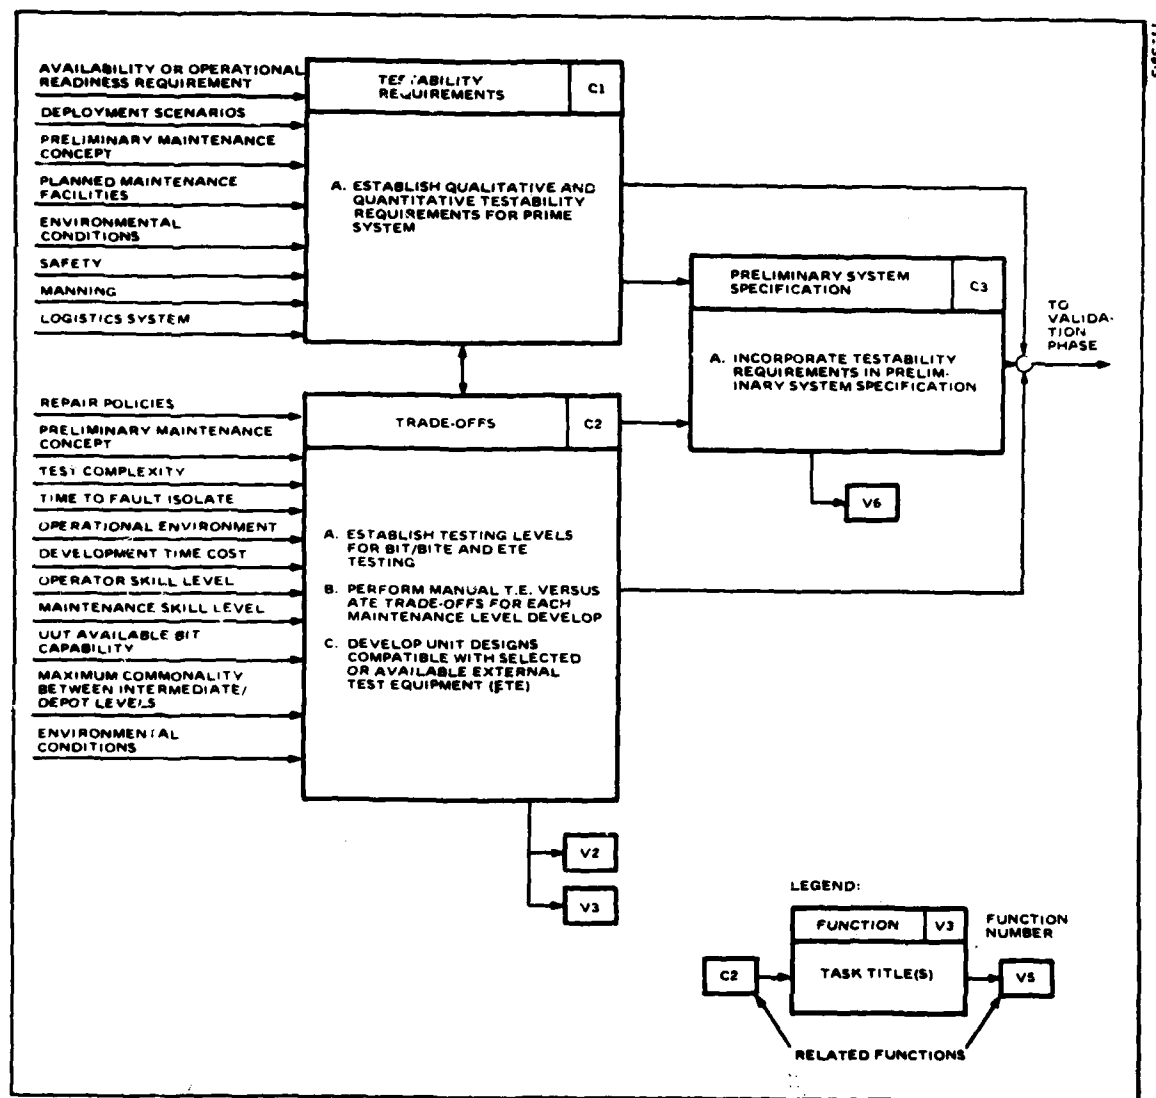 AVAILABILITY OR OPERATIONAL
READINESS REQUIREMENT
DEPLOYMENT SCENARIOS
PRELIMINARY MAINTENANCE
CONCEPT
PLANNED MAINTENANCE
FACILITIES
ENVIRONMENTAL
CONDITIONS
SAFETY
MANNING
LOGISTICS SYSTEM
TESTABILITY
REQUIREMENTS
C1
A. ESTABLISH QUALITATIVE AND
QUANTITATIVE TESTABILITY
REQUIREMENTS FOR PRIME
SYSTEM
PRELIMINARY SYSTEM
SPECIFICATION
C3
A. INCORPORATE TESTABILITY
REQUIREMENTS IN PRELIM-
INARY SYSTEM SPECIFICATION
TO
VALIDA-
TION
PHASE
V6
REPAIR POLICIES
PRELIMINARY MAINTENANCE
CONCEPT
TEST COMPLEXITY
TIME TO FAULT ISOLATE
OPERATIONAL ENVIRONMENT
DEVELOPMENT TIME COST
OPERATOR SKILL LEVEL
MAINTENANCE SKILL LEVEL
UUT AVAILABLE BIT
CAPABILITY
MAXIMUM COMMONALITY
BETWEEN INTERMEDIATE/
DEPOT LEVELS
ENVIRONMENTAL
CONDITIONS
TRADE-OFFS
C2
A. ESTABLISH TESTING LEVELS
FOR BIT/BITE AND ETE
TESTING
B. PERFORM MANUAL T.E. VERSUS
ATE TRADE-OFFS FOR EACH
MAINTENANCE LEVEL DEVELOP
C. DEVELOP UNIT DESIGNS
COMPATIBLE WITH SELECTED
OR AVAILABLE EXTERNAL
TEST EQUIPMENT (ETE)
V2
V3
LEGEND:
FUNCTION
V3
FUNCTION
NUMBER
C2
TASK TITLE(S)
V5
RELATED FUNCTIONS